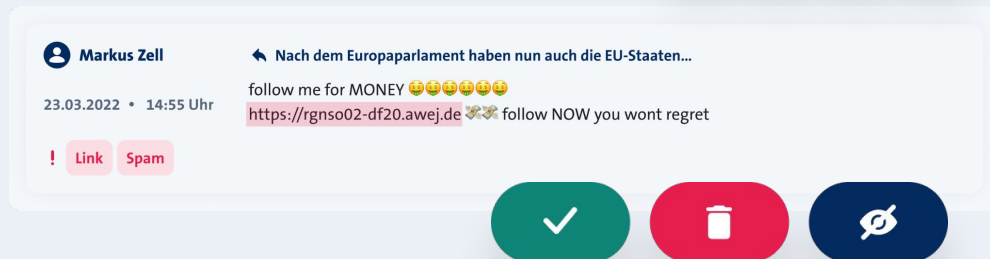 Markus Zell
Nach dem Europaparlament haben nun auch die EU-Staaten...
follow me for MONEY 🤑🤑🤑🤑🤑🤑
23.03.2022 • 14:55 Uhr
https://rgnso02-df20.awej.de 💸💸 follow NOW you wont regret
! Link Spam